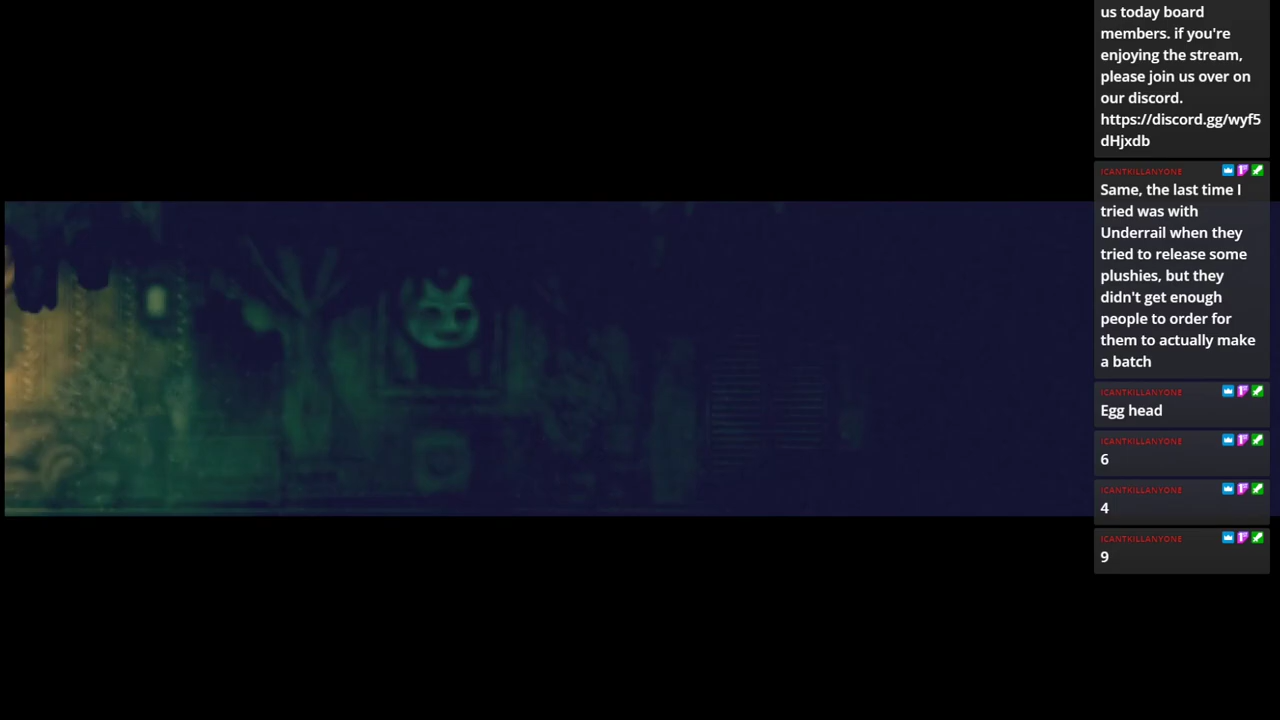 us today board
members. if you're
enjoying the stream,
please join us over on
our discord.
https://discord.gg/wyf5
dHjxdb
ICANTKILLANYONE
Same, the last time I
tried was with
Underrail when they
tried to release some
plushies, but they
didn't get enough
people to order for
them to actually make
a batch
ICANTKILLANYONE
Egg head
ICANTKILLANYONE
6
ICANTKILLANYONE
4
ICANTKILLANYONE
9